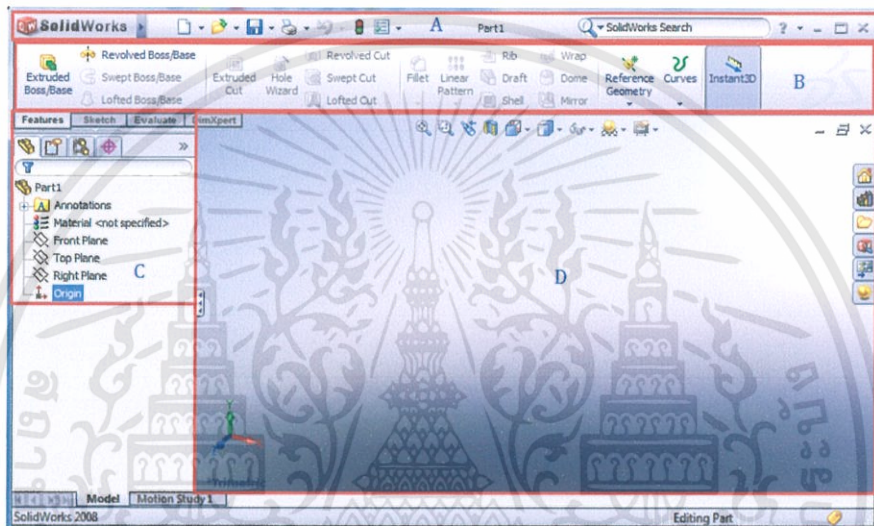 SolidWorks A Part1 SolidWorks Search ?
Revolved Boss/Base Revolved Cut Rib Wrap
Extruded Boss/Base Swept Boss/Base Extruded Cut Hole Wizard Swept Cut Fillet Linear Pattern Draft Dome Reference Geometry Curves Instant3D B
Lofted Boss/Base Lofted Cut Shell Mirror
Features Sketch Evaluate DimXpert
Part1
Annotations
Material <not specified>
Front Plane
Top Plane
Right Plane
C
D
Origin
Y
*Trimetric
Model Motion Study 1
SolidWorks 2008 Editing Part